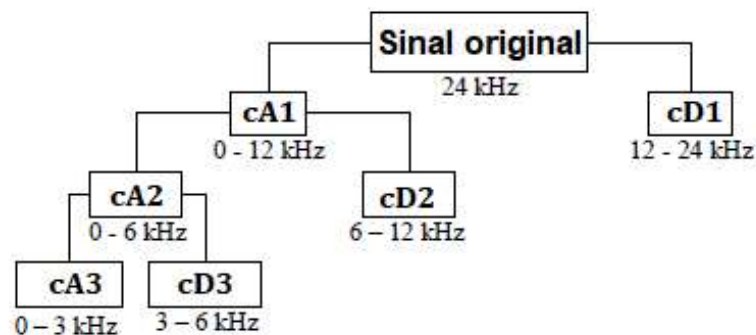 Sinal original
24 kHz
cA1
cD1
0 - 12 kHz
12 - 24 kHz
cA2
cD2
0 - 6 kHz
6 – 12 kHz
cA3
cD3
0 – 3 kHz
3 – 6 kHz